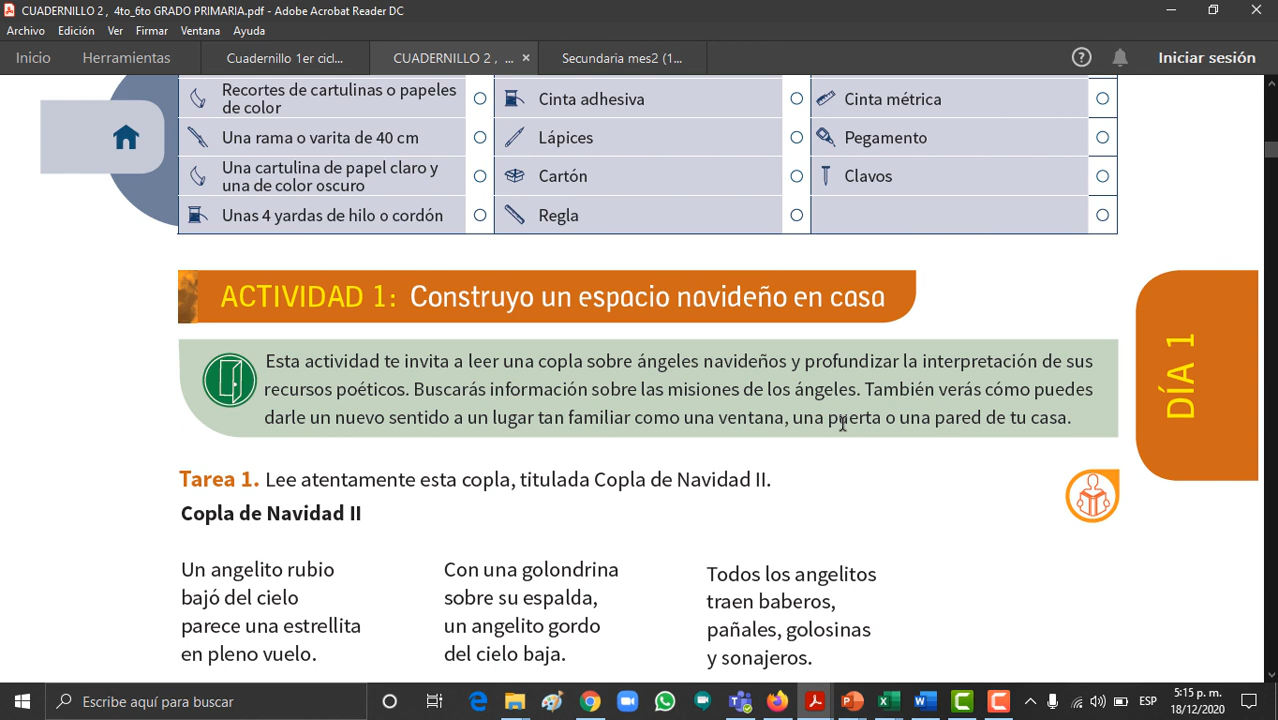 CUADERNILLO 2 , 4to_6to GRADO PRIMARIA.pdf - Adobe Acrobat Reader DC
Archivo Edición Ver Firmar Ventana Ayuda
Inicio Herramientas Cuadernillo 1er cicl... CUADERNILLO 2 , ... × Secundaria mes2 (1... Iniciar sesión
Recortes de cartulinas o papeles
de color
Cinta adhesiva
Cinta métrica
Una rama o varita de 40 cm
Lápices
Pegamento
Una cartulina de papel claro y
una de color oscuro
Cartón
Clavos
Unas 4 yardas de hilo o cordón
Regla
ACTIVIDAD 1: Construyo un espacio navideño en casa
DÍA 1
Esta actividad te invita a leer una copla sobre ángeles navideños y profundizar la interpretación de sus
recursos poéticos. Buscarás información sobre las misiones de los ángeles. También verás cómo puedes
darle un nuevo sentido a un lugar tan familiar como una ventana, una puerta o una pared de tu casa.
Tarea 1. Lee atentamente esta copla, titulada Copla de Navidad II.
Copla de Navidad II
Un angelito rubio
bajó del cielo
parece una estrellita
en pleno vuelo.
Con una golondrina
sobre su espalda,
un angelito gordo
del cielo baja.
Todos los angelitos
traen baberos,
pañales, golosinas
y sonajeros.
Escribe aquí para buscar
ESP
5:15 p. m.
18/12/2020